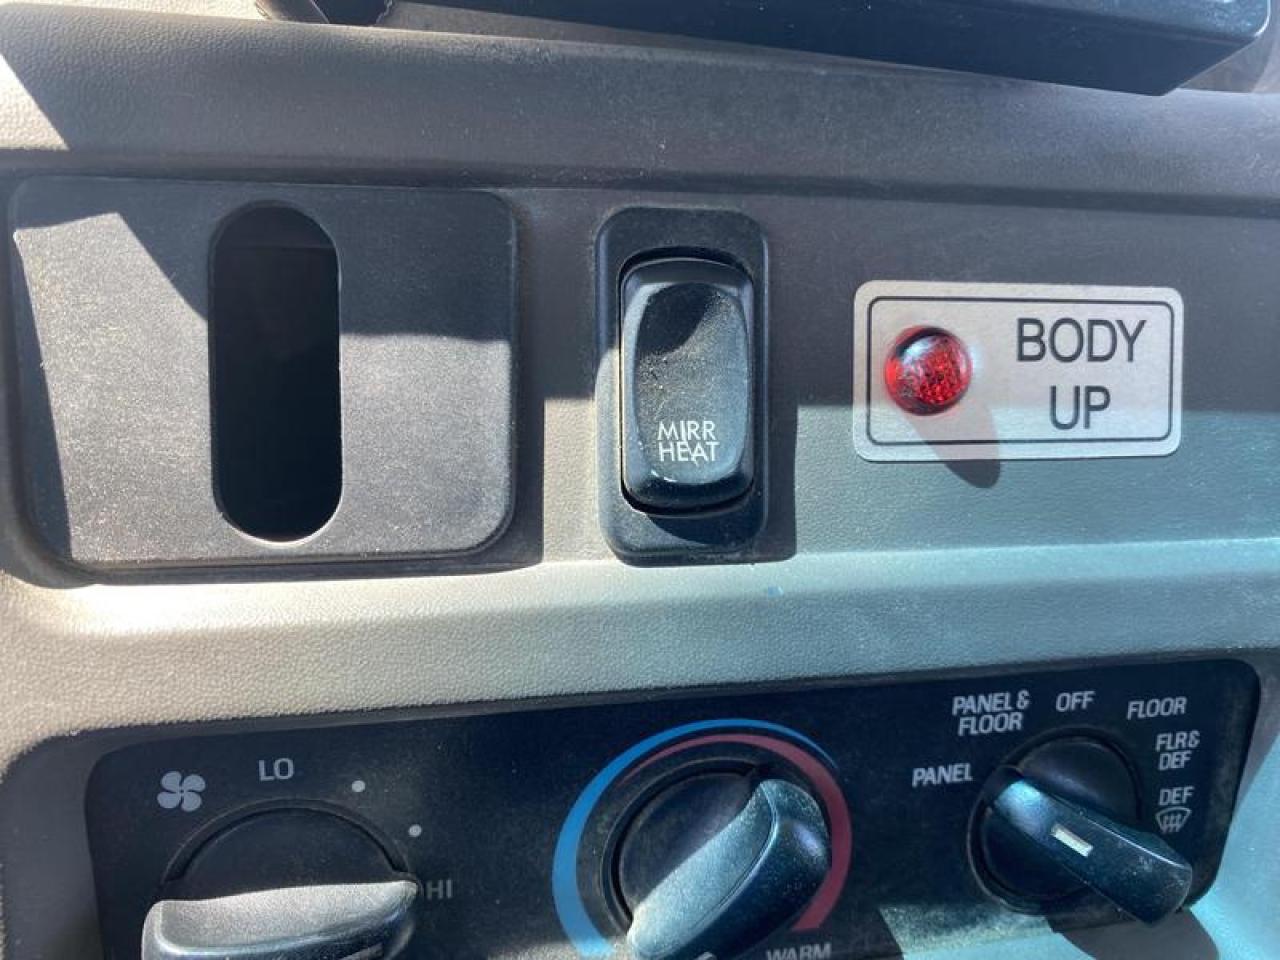 MIRR
HEAT
BODY
UP
LO
HI
WARM
PANEL
PANEL &
FLOOR
OFF
FLOOR
FLR &
DEF
DEF